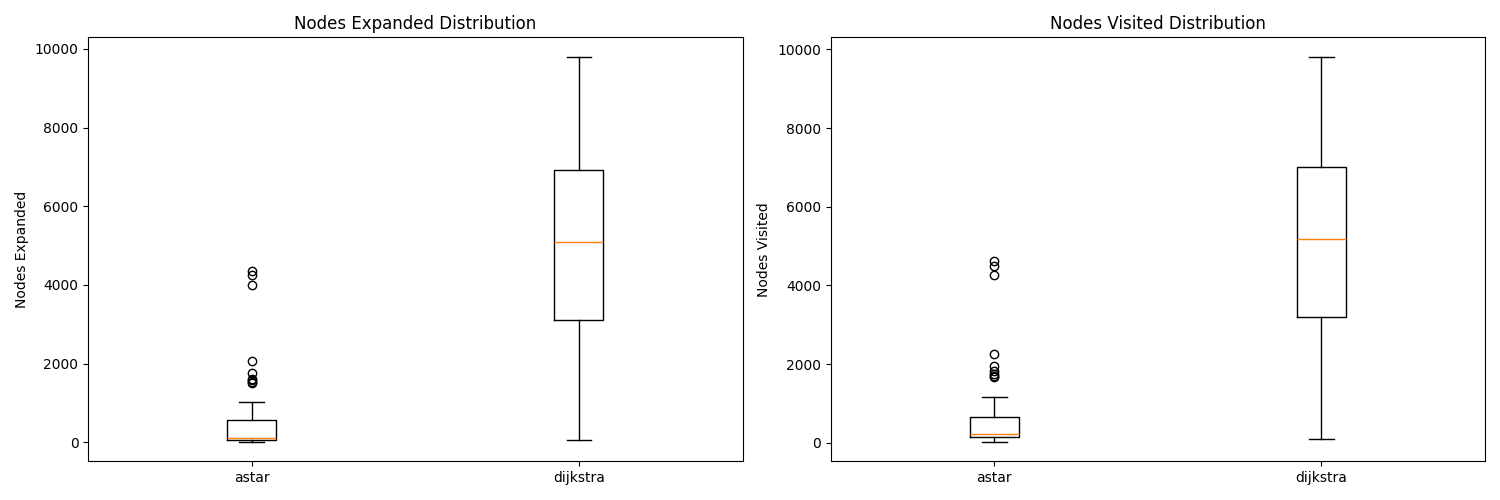 Nodes Expanded Distribution
Nodes Expanded
10000
8000
6000
4000
2000
0
astar dijkstra
Nodes Visited Distribution
Nodes Visited
10000
8000
6000
4000
2000
0
astar dijkstra